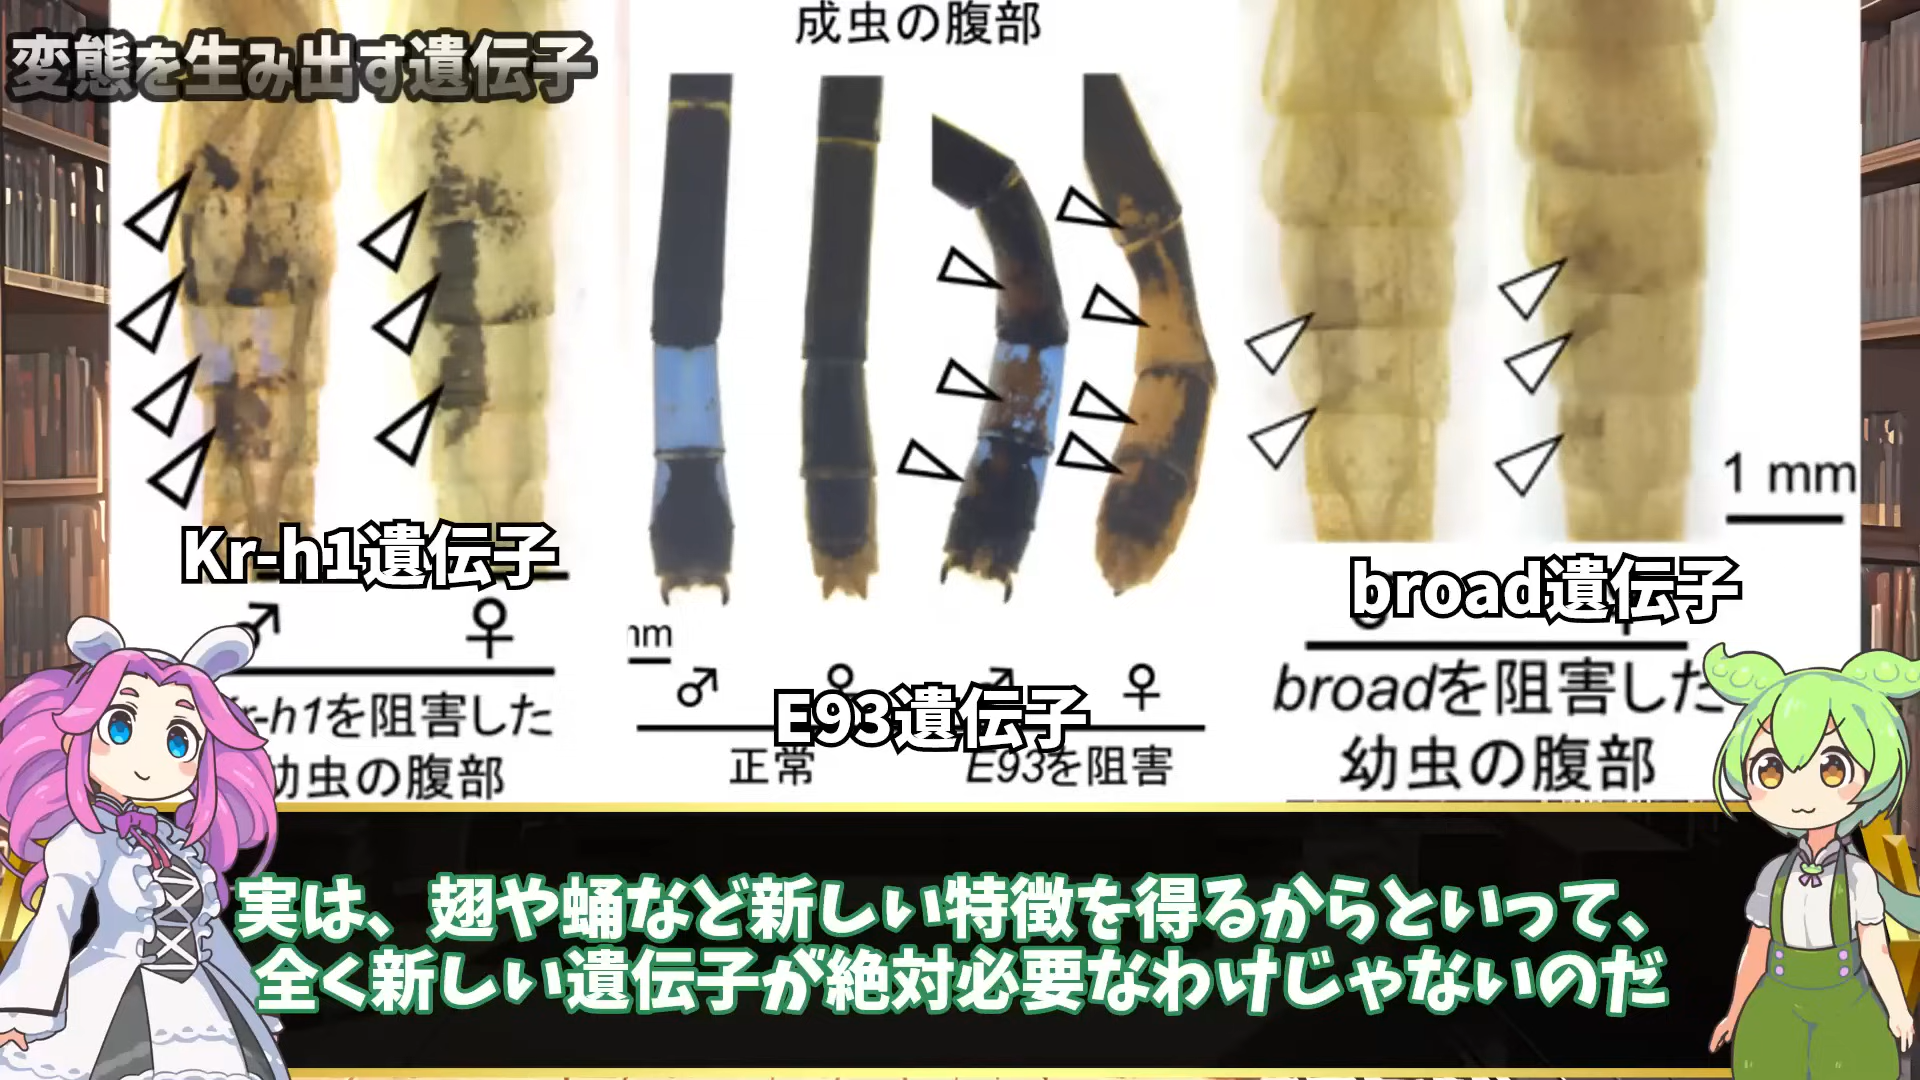 変態を生み出す遺伝子
成虫の腹部
1 mm
Kr-h1遺伝子
broad遺伝子
♂ ♀
mm
♂ ♀ ♂ ♀
E93遺伝子
r-h1を阻害した
幼虫の腹部
正常
E93を阻害
broadを阻害した
幼虫の腹部
実は、翅や蛹など新しい特徴を得るからといって、
全く新しい遺伝子が絶対必要なわけじゃないのだ